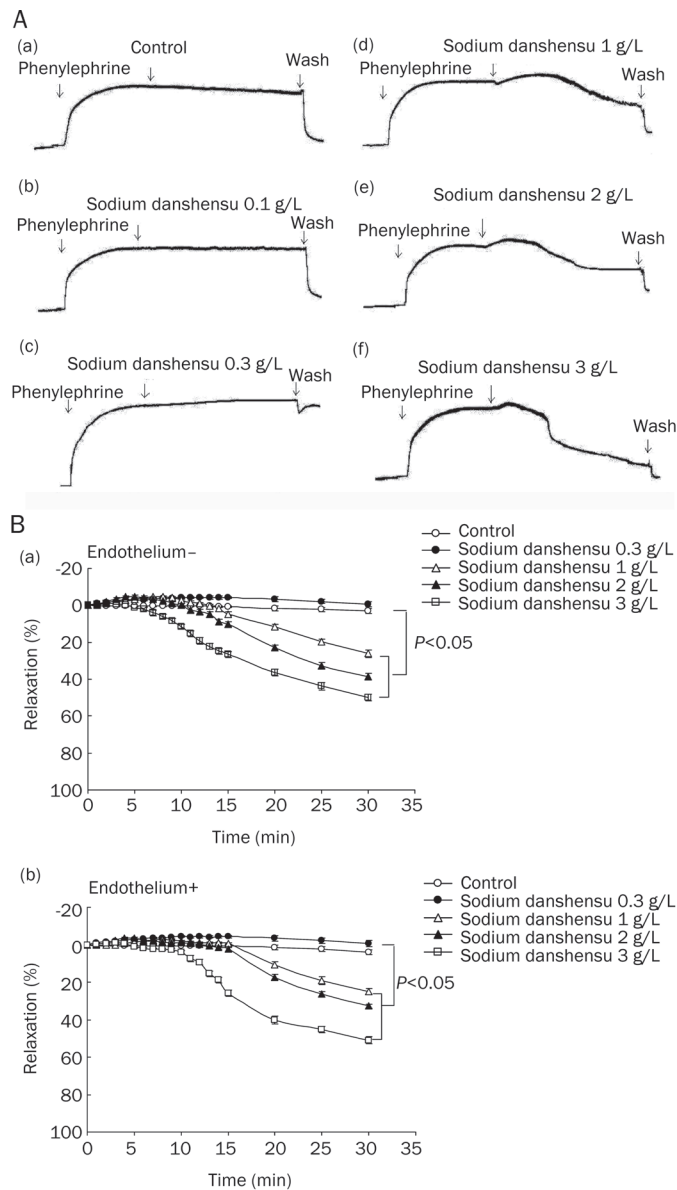 A
(a)
Control
Phenylephrine
Wash
(b)
Sodium danshensu 0.1 g/L
Phenylephrine
Wash
(c)
Sodium danshensu 0.3 g/L
Phenylephrine
Wash
(d)
Sodium danshensu 1 g/L
Phenylephrine
Wash
(e)
Sodium danshensu 2 g/L
Phenylephrine
Wash
(f)
Sodium danshensu 3 g/L
Phenylephrine
Wash
B
(a)
Endothelium–
Control
Sodium danshensu 0.3 g/L
Sodium danshensu 1 g/L
Sodium danshensu 2 g/L
Sodium danshensu 3 g/L
-20
0
20
40
60
80
100
Relaxation (%)
P<0.05
0 5 10 15 20 25 30 35
Time (min)
(b)
Endothelium+
Control
Sodium danshensu 0.3 g/L
Sodium danshensu 1 g/L
Sodium danshensu 2 g/L
Sodium danshensu 3 g/L
-20
0
20
40
60
80
100
Relaxation (%)
P<0.05
0 5 10 15 20 25 30 35
Time (min)